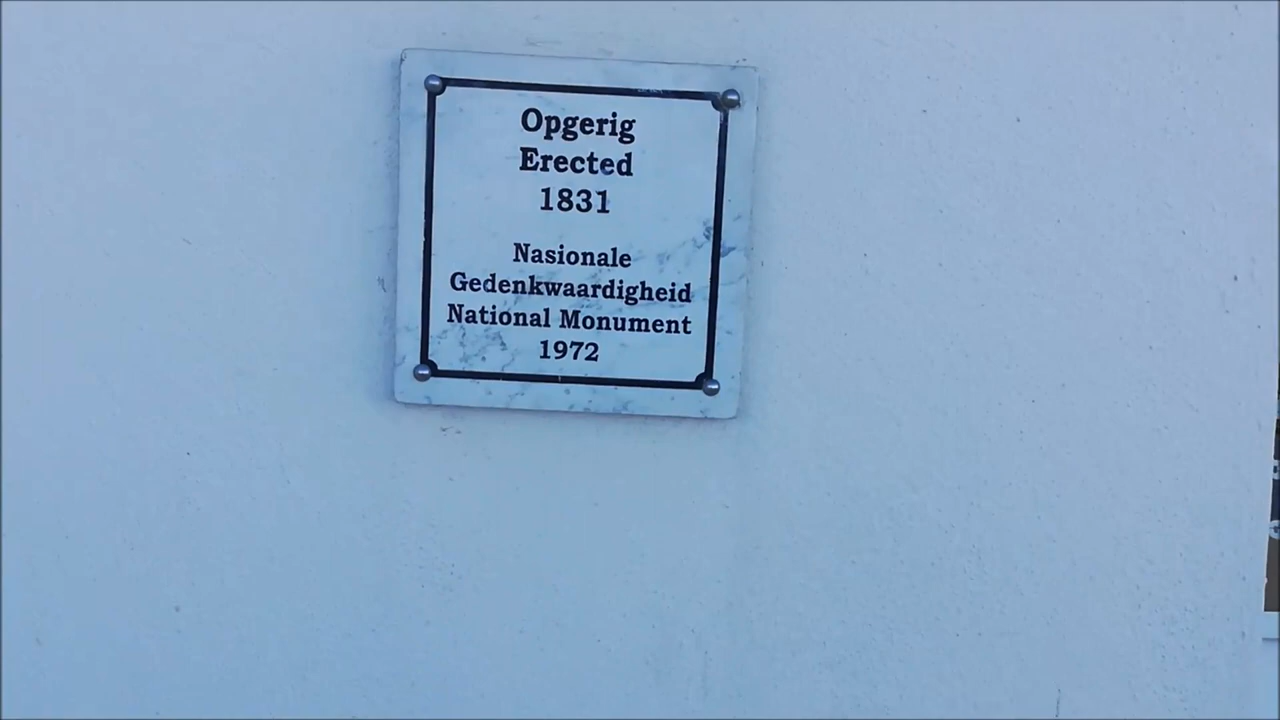 Opgerig
Erected
1831
Nasionale
Gedenkwaardigheid
National Monument
1972